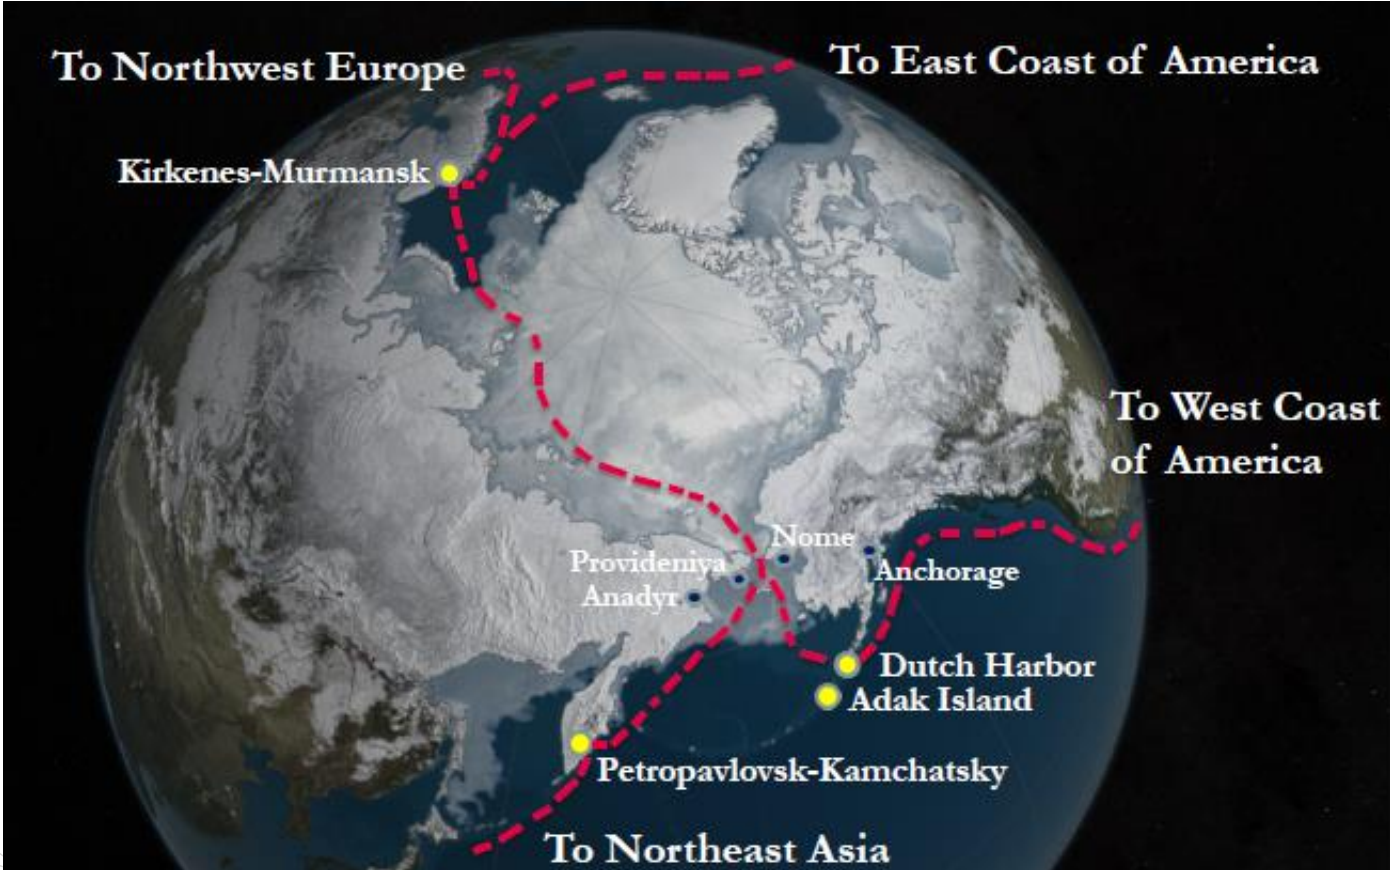 To Northwest Europe
To East Coast of America
Kirkenes-Murmansk
To West Coast
of America
Nome
Provideniya
Anchorage
Anadyr
Dutch Harbor
Adak Island
Petropavlovsk-Kamchatsky
To Northeast Asia